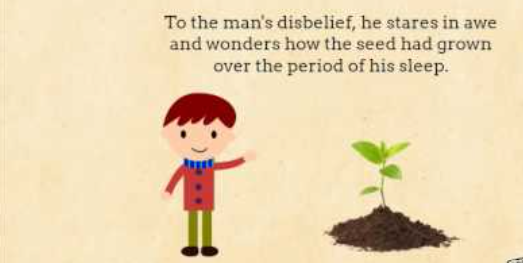 To the man's disbelief, he stares in awe
and wonders how the seed had grown
over the period of his sleep.